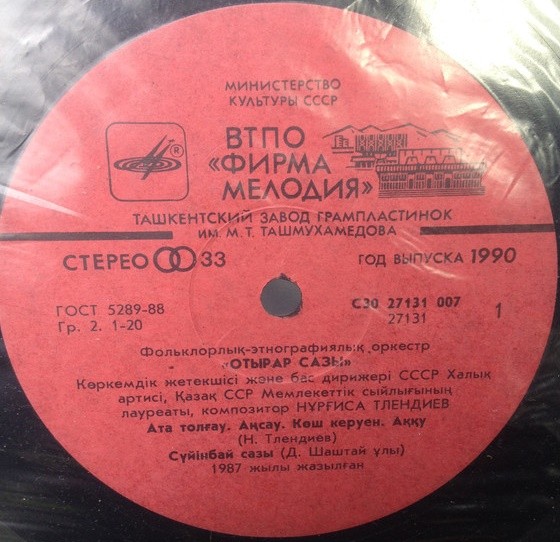 МИНИСТЕРСТВО
КУЛЬТУРЫ СССР
ВТПО
«ФИРМА
МЕЛОДИЯ»
ТАШКЕНТСКИЙ ЗАВОД ГРАМПЛАСТИНОК
ИМ. М. Т. ТАШМУХАМЕДОВА
СТЕРЕО 33
ГОД ВЫПУСКА 1990
ГОСТ 5289-88
Гр. 2. 1-20
С30 27131 007
27131
1
Фольклорлық-этнографиялық оркестр
«ОТЫРАР САЗЫ»
Көркемдік жетекшісі және бас дирижері СССР Халық
артисі, Қазақ ССР Мемлекеттік сыйлығының
лауреаты, композитор НҰРҒИСА ТЛЕНДИЕВ
Ата толғау. Аңсау. Көш керуен. Аққу
(Н. Тлендиев)
Сүйінбай сазы (Д. Шаштай ұлы)
1987 жылы жазылған